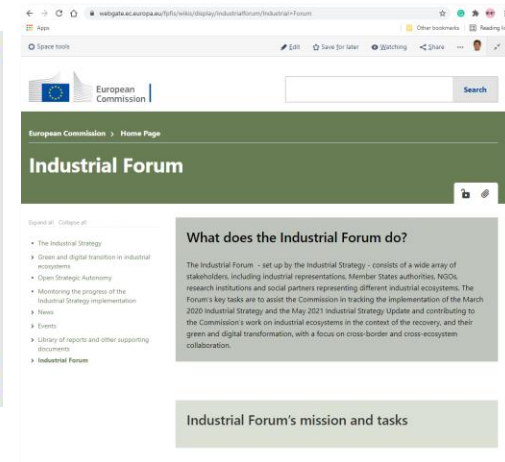 webgate.ec.europa.eu/fpfis/wikis/display/industrialforum/Industrial+Forum
Apps
Other bookmarks
Reading li
Space tools
Edit
Save for later
Watching
Share
European
Commission
Search
European Commission > Home Page
Industrial Forum
Expand all Collapse all
What does the Industrial Forum do?
The Industrial Strategy
Green and digital transition in industrial
ecosystems
Open Strategic Autonomy
Monitoring the progress of the
Industrial Strategy implementation
News
Events
Library of reports and other supporting
documents
Industrial Forum
The Industrial Forum - set up by the Industrial Strategy - consists of a wide array of
stakeholders, including industrial representations, Member States authorities, NGOs,
research institutions and social partners representing different industrial ecosystems. The
Forum's key tasks are to assist the Commission in tracking the implementation of the March
2020 Industrial Strategy and the May 2021 Industrial Strategy Update and contributing to
the Commission's work on industrial ecosystems in the context of the recovery, and their
green and digital transformation, with a focus on cross-border and cross-ecosystem
collaboration.
Industrial Forum's mission and tasks